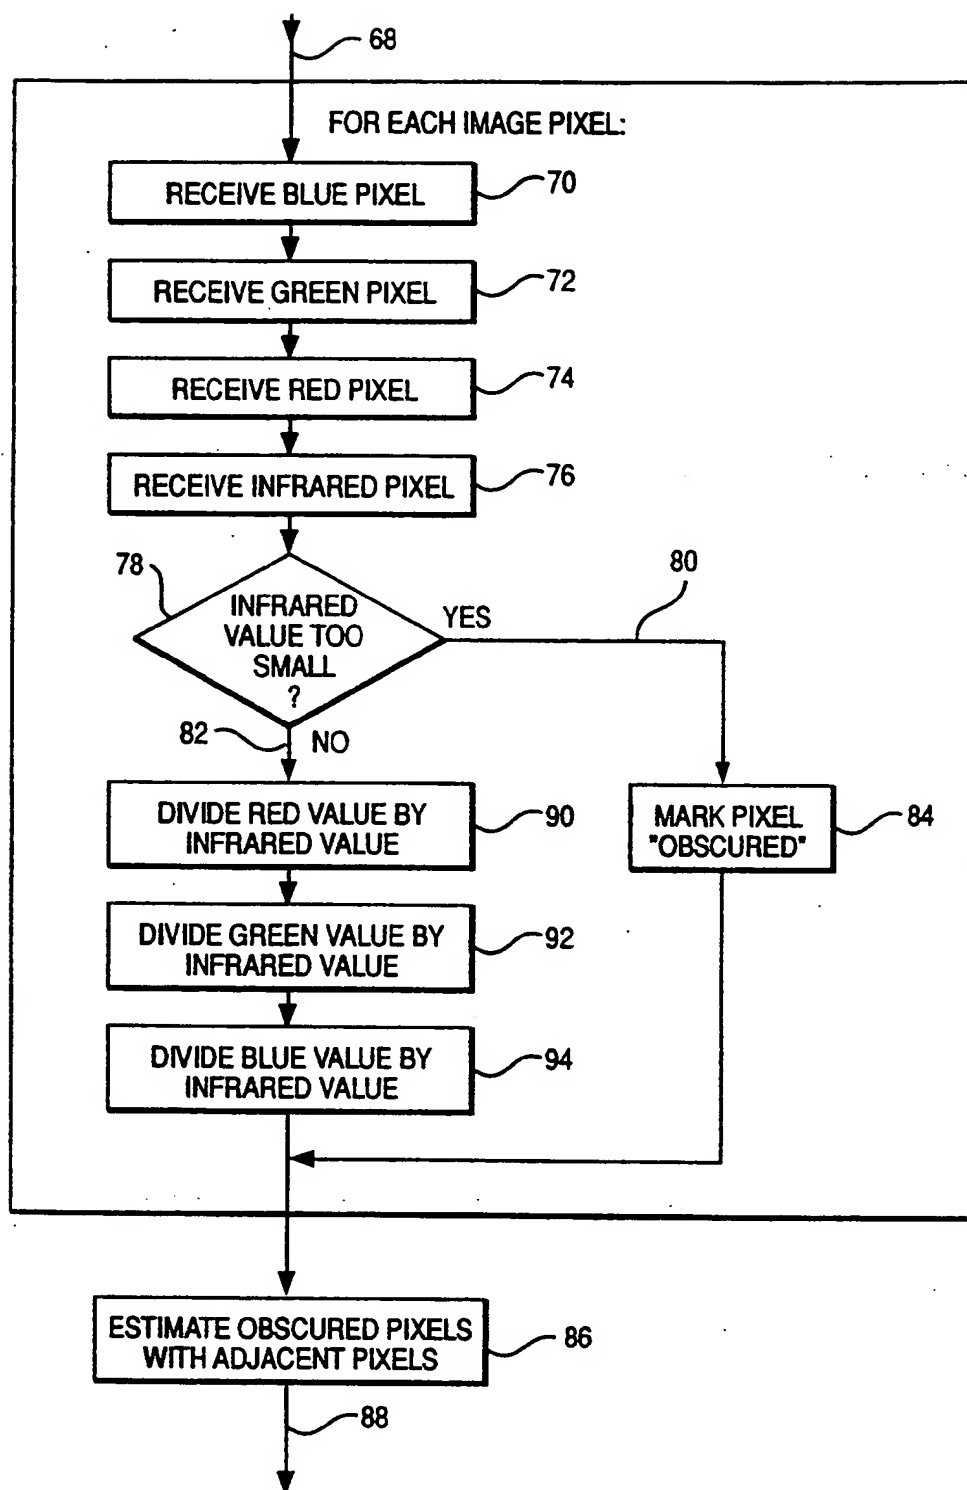 68
FOR EACH IMAGE PIXEL:
RECEIVE BLUE PIXEL
70
RECEIVE GREEN PIXEL
72
RECEIVE RED PIXEL
74
RECEIVE INFRARED PIXEL
76
78
INFRARED
VALUE TOO
SMALL
?
YES
80
82
NO
DIVIDE RED VALUE BY
INFRARED VALUE
90
MARK PIXEL
"OBSCURED"
84
DIVIDE GREEN VALUE BY
INFRARED VALUE
92
DIVIDE BLUE VALUE BY
INFRARED VALUE
94
ESTIMATE OBSCURED PIXELS
WITH ADJACENT PIXELS
86
88